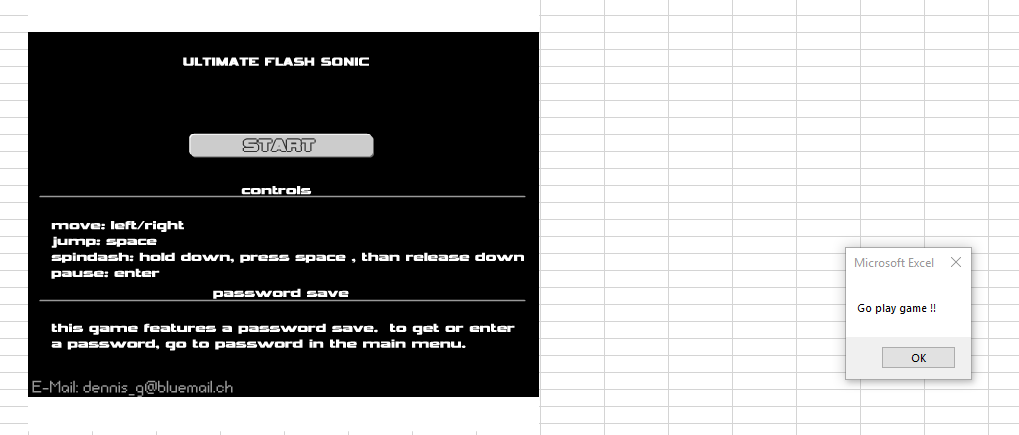 ULTIMATE FLASH SONIC
START
controls
move: left/right
jump: space
spindash: hold down, press space , than release down
pause: enter
password save
this game features a password save. to get or enter
a password, go to password in the main menu.
E-Mail: dennis_g@bluemail.ch
Microsoft Excel
Go play game !!
OK